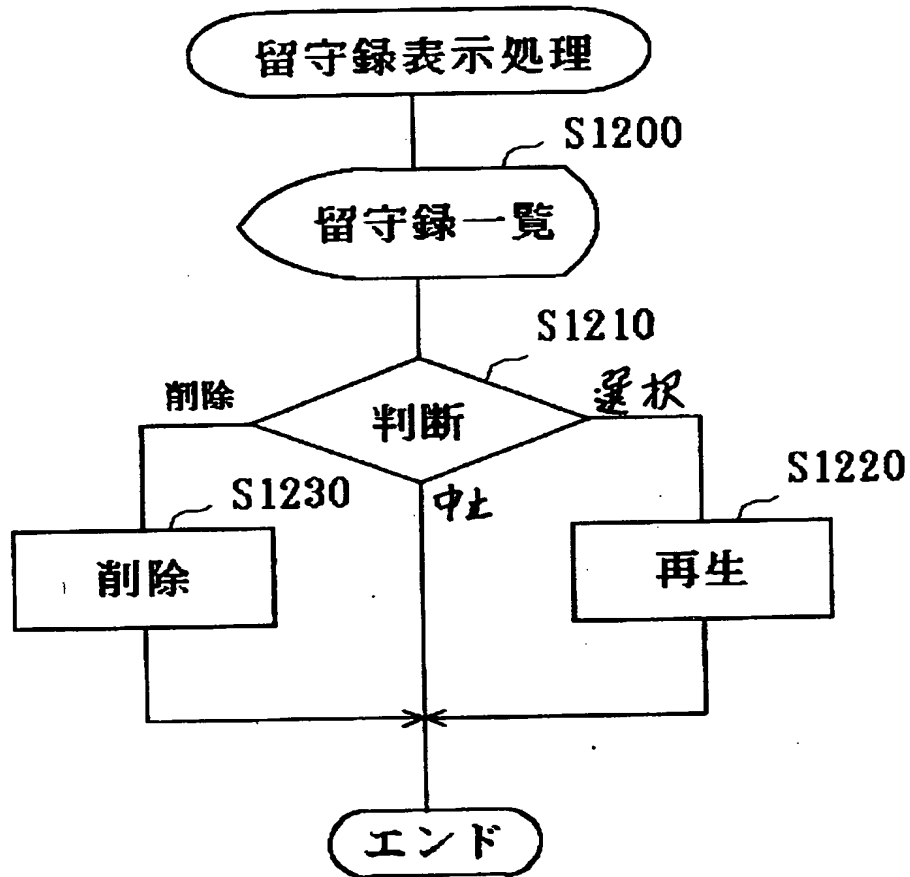 留守録表示処理
S1200
留守録一覧
S1210
削除
判断
選択
S1230
中止
S1220
削除
再生
エンド